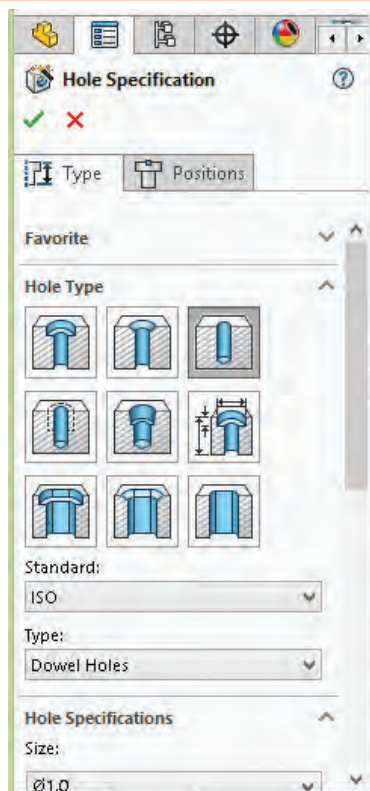 Hole Specification
Type Positions
Favorite
Hole Type
Standard:
ISO
Type:
Dowel Holes
Hole Specifications
Size:
Ø1.0